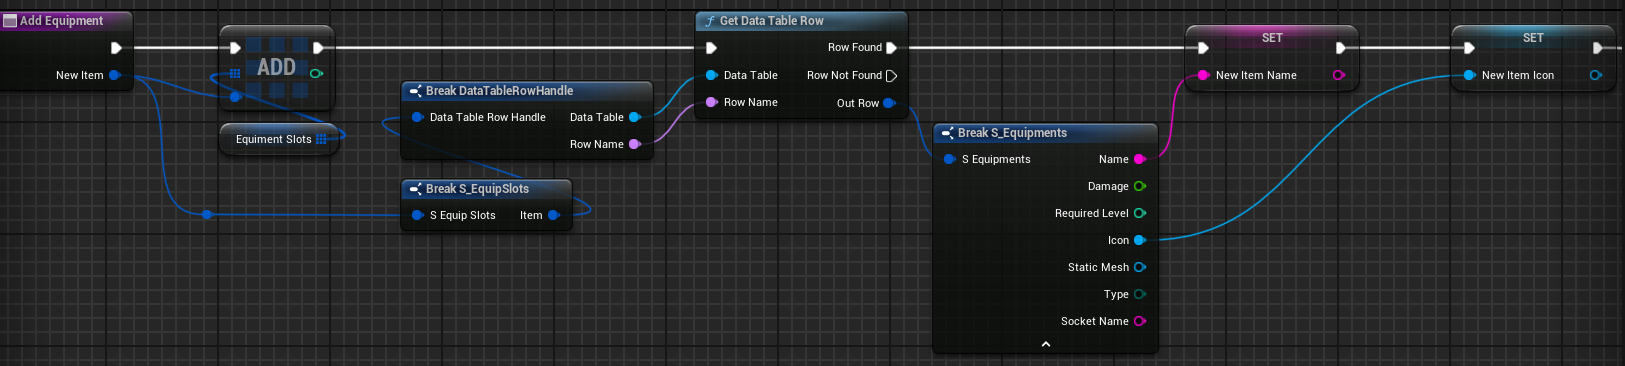 Add Equipment
New Item
ADD
Equiment Slots
Break DataTableRowHandle
Data Table Row Handle
Data Table
Row Name
Break S_EquipSlots
S Equip Slots
Item
Get Data Table Row
Row Found
Data Table
Row Not Found
Row Name
Out Row
Break S_Equipments
S Equipments
Name
Damage
Required Level
Icon
Static Mesh
Type
Socket Name
SET
New Item Name
SET
New Item Icon